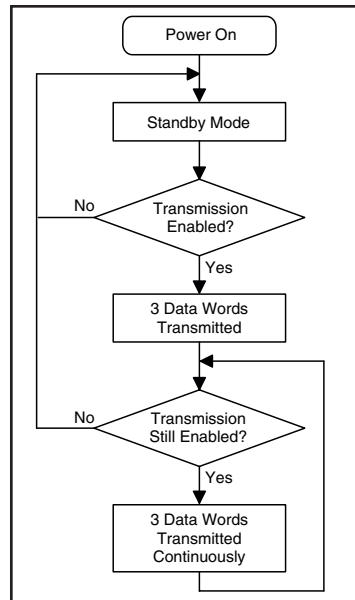 Power On
Standby Mode
No
Transmission
Enabled?
Yes
3 Data Words
Transmitted
No
Transmission
Still Enabled?
Yes
3 Data Words
Transmitted
Continuously